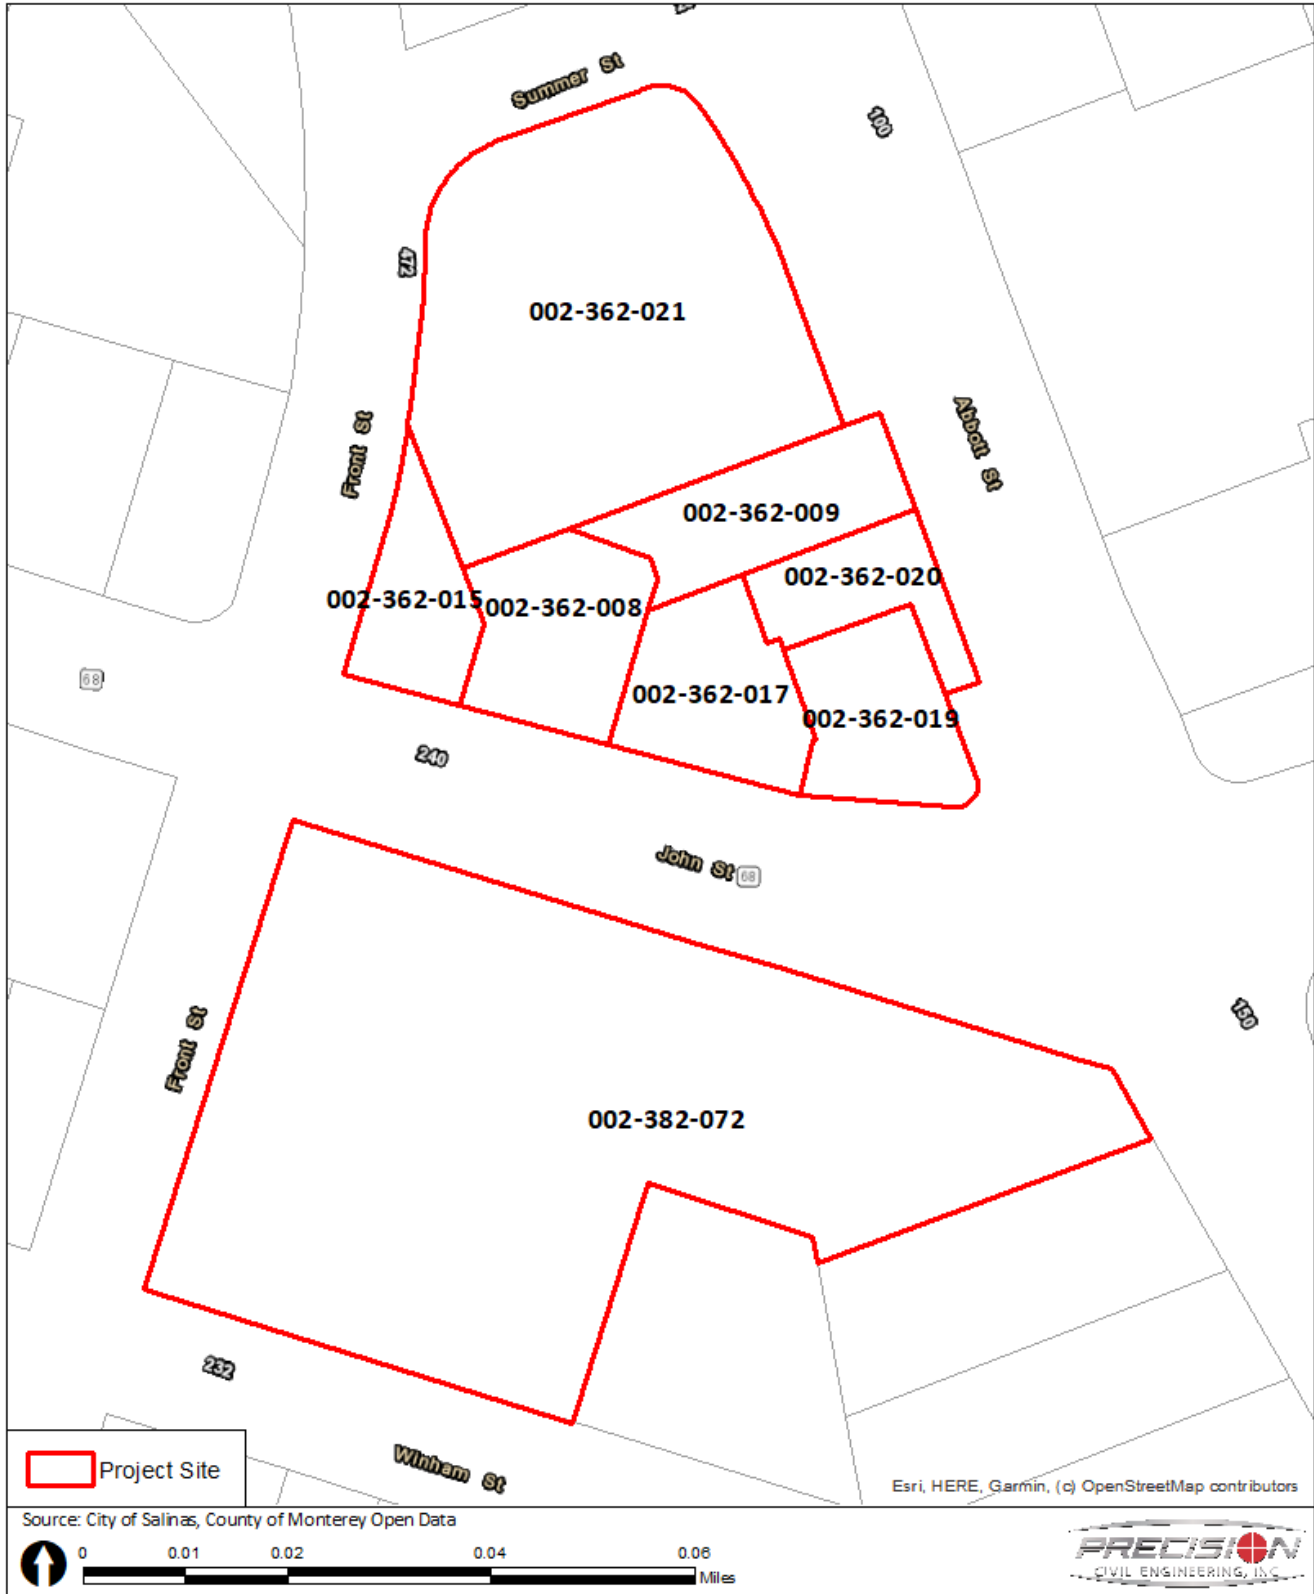 Summer St
100
472
002-362-021
Abbott St
Front St
002-362-009
002-362-020
002-362-015
002-362-008
68
002-362-017
002-362-019
240
John St
68
150
Front St
002-382-072
232
Winham St
Project Site
Esri, HERE, Garmin, (c) OpenStreetMap contributors
Source: City of Salinas, County of Monterey Open Data
0 0.01 0.02 0.04 0.06
Miles
PRECISION
CIVIL ENGINEERING, INC.